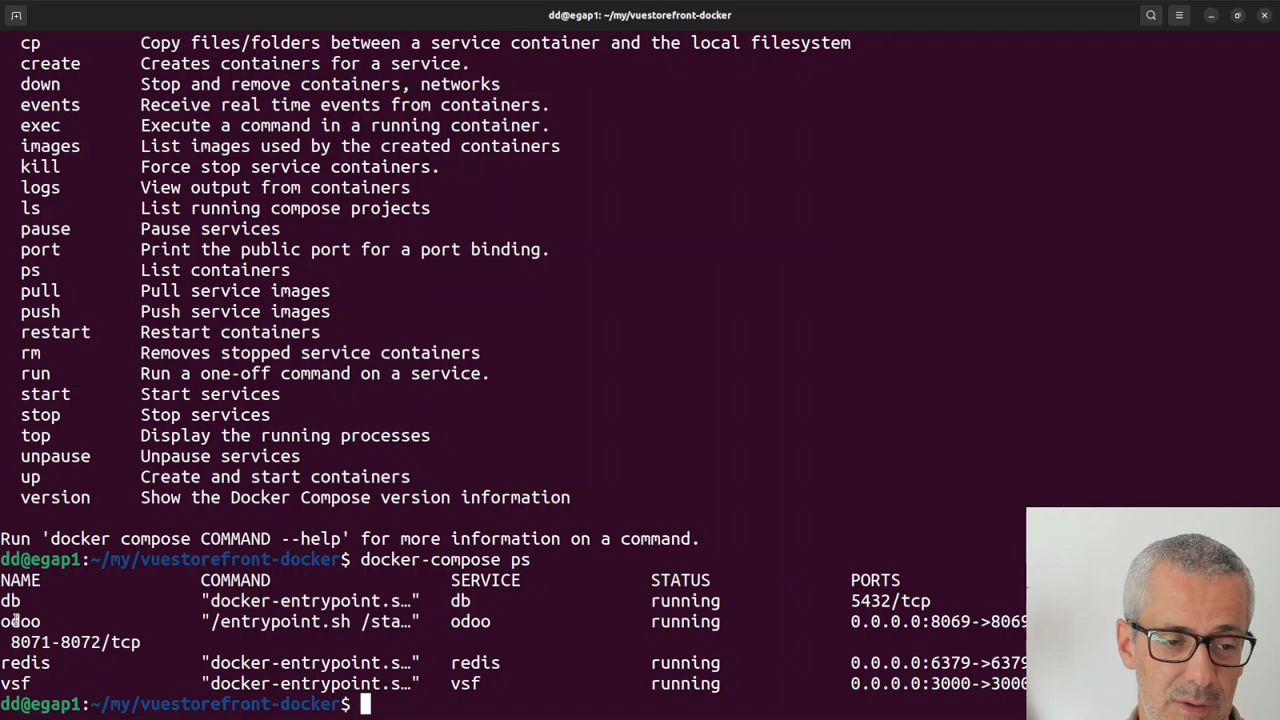 dd@egap1: ~/my/vuestorefront-docker
cp Copy files/folders between a service container and the local filesystem
create Creates containers for a service.
down Stop and remove containers, networks
events Receive real time events from containers.
exec Execute a command in a running container.
images List images used by the created containers
kill Force stop service containers.
logs View output from containers
ls List running compose projects
pause Pause services
port Print the public port for a port binding.
ps List containers
pull Pull service images
push Push service images
restart Restart containers
rm Removes stopped service containers
run Run a one-off command on a service.
start Start services
stop Stop services
top Display the running processes
unpause Unpause services
up Create and start containers
version Show the Docker Compose version information
Run 'docker compose COMMAND --help' for more information on a command.
dd@egap1:~/my/vuestorefront-docker$ docker-compose ps
NAME COMMAND SERVICE STATUS PORTS
db "docker-entrypoint.s…" db running 5432/tcp
odoo "/entrypoint.sh /sta…" odoo running 0.0.0.0:8069->8069
8071-8072/tcp
redis "docker-entrypoint.s…" redis running 0.0.0.0:6379->6379
vsf "docker-entrypoint.s…" vsf running 0.0.0.0:3000->3000
dd@egap1:~/my/vuestorefront-docker$